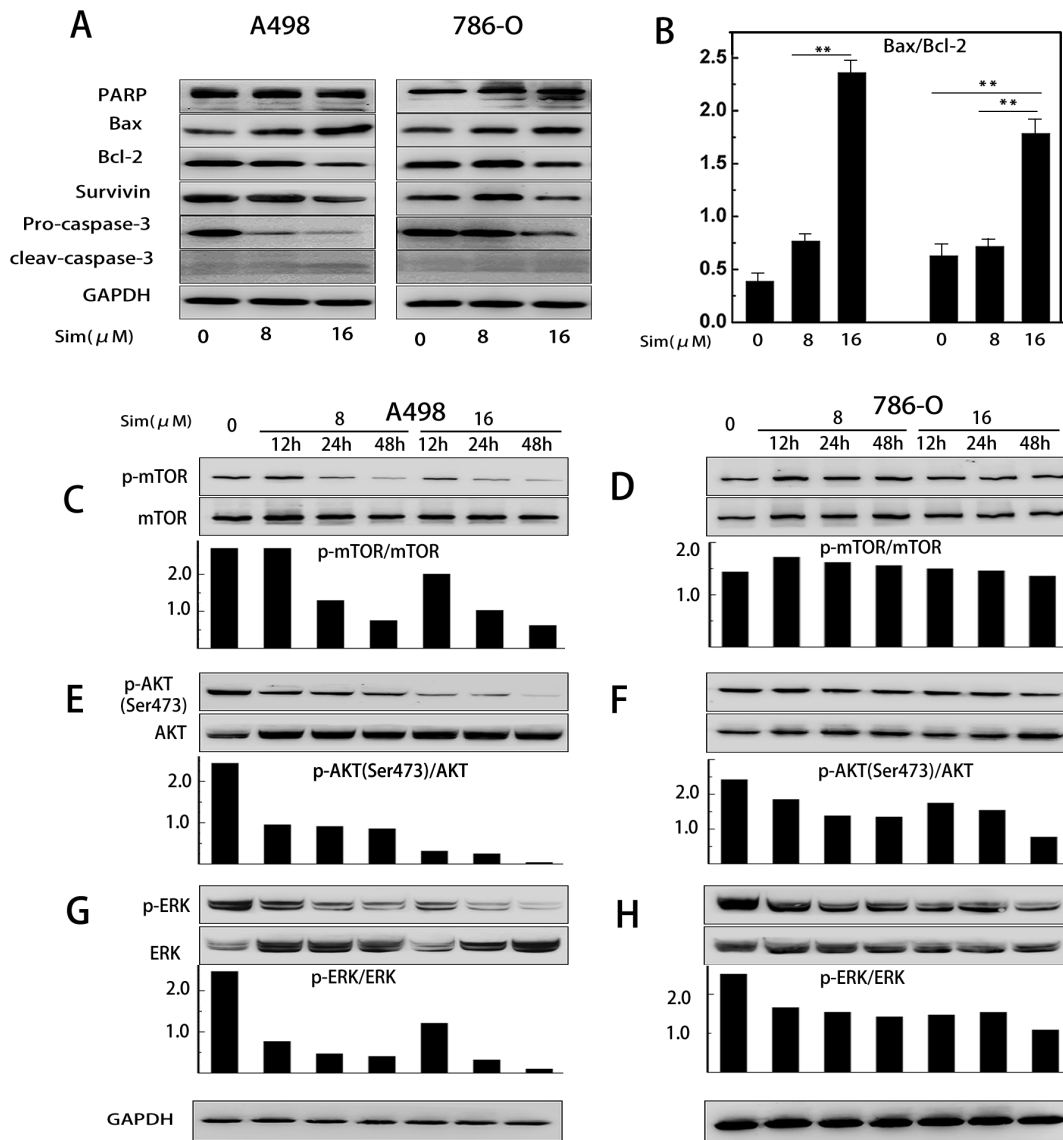 A
A498
786-O
PARP
Bax
Bcl-2
Survivin
Pro-caspase-3
cleav-caspase-3
GAPDH
Sim(μM) 0 8 16 0 8 16
B
Bax/Bcl-2
** ** **
2.5
2.0
1.5
1.0
0.5
0.0
Sim(μM) 0 8 16 0 8 16
A498
Sim(μM) 0 8 16
12h 24h 48h 12h 24h 48h
C
p-mTOR
mTOR
p-mTOR/mTOR
2.0
1.0
786-O
0 8 16
12h 24h 48h 12h 24h 48h
D
p-mTOR/mTOR
2.0
1.0
E
p-AKT
(Ser473)
AKT
p-AKT(Ser473)/AKT
2.0
1.0
F
p-AKT(Ser473)/AKT
2.0
1.0
G
p-ERK
ERK
p-ERK/ERK
2.0
1.0
H
p-ERK/ERK
2.0
1.0
GAPDH